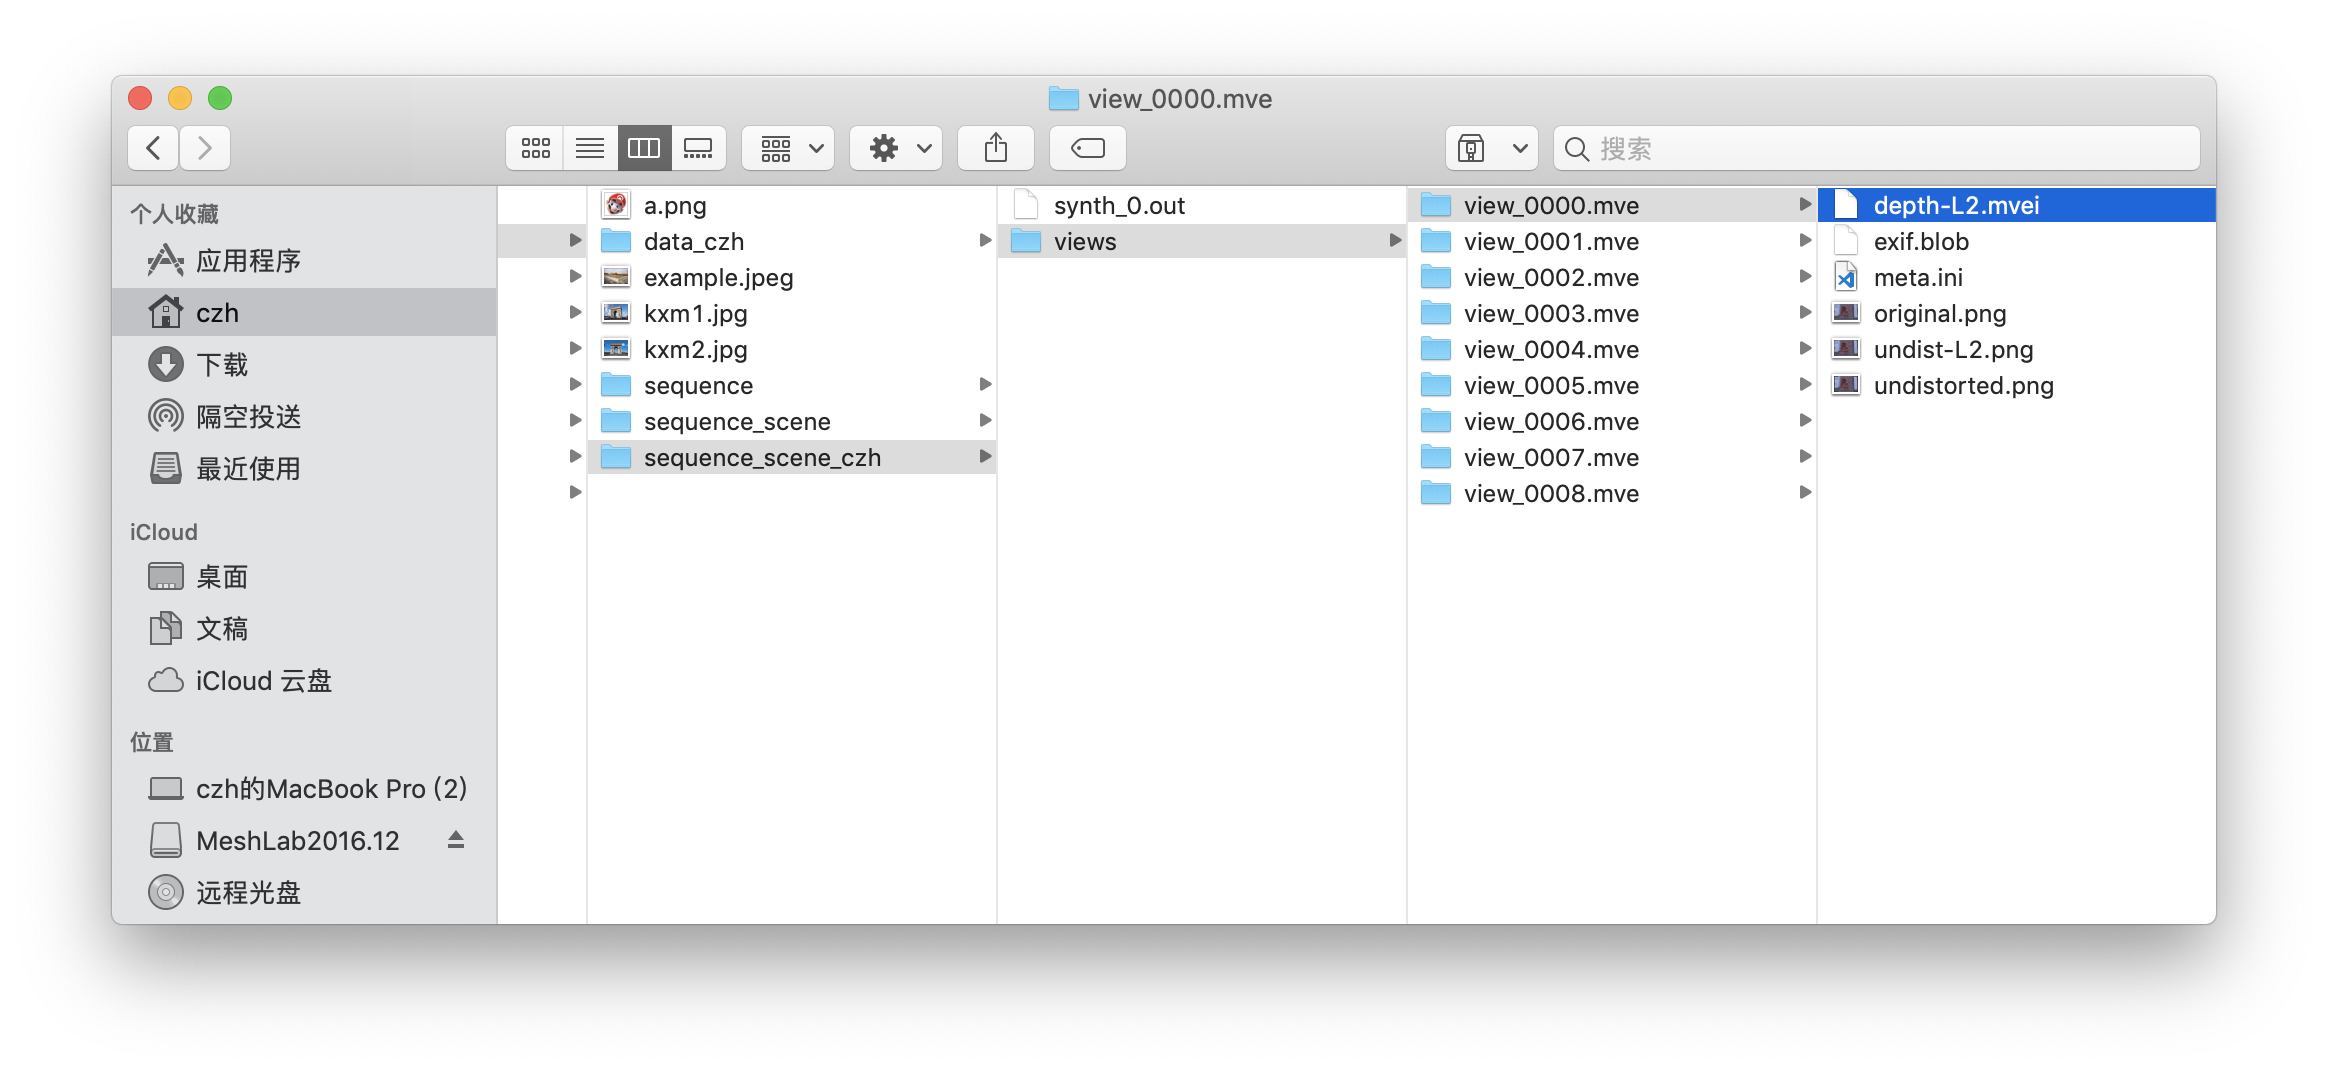 view_0000.mve
搜索
个人收藏
应用程序
czh
下载
隔空投送
最近使用
iCloud
桌面
文稿
iCloud 云盘
位置
czh的MacBook Pro (2)
MeshLab2016.12
远程光盘
a.png
data_czh
example.jpeg
kxm1.jpg
kxm2.jpg
sequence
sequence_scene
sequence_scene_czh
synth_0.out
views
view_0000.mve
view_0001.mve
view_0002.mve
view_0003.mve
view_0004.mve
view_0005.mve
view_0006.mve
view_0007.mve
view_0008.mve
depth-L2.mvei
exif.blob
meta.ini
original.png
undist-L2.png
undistorted.png